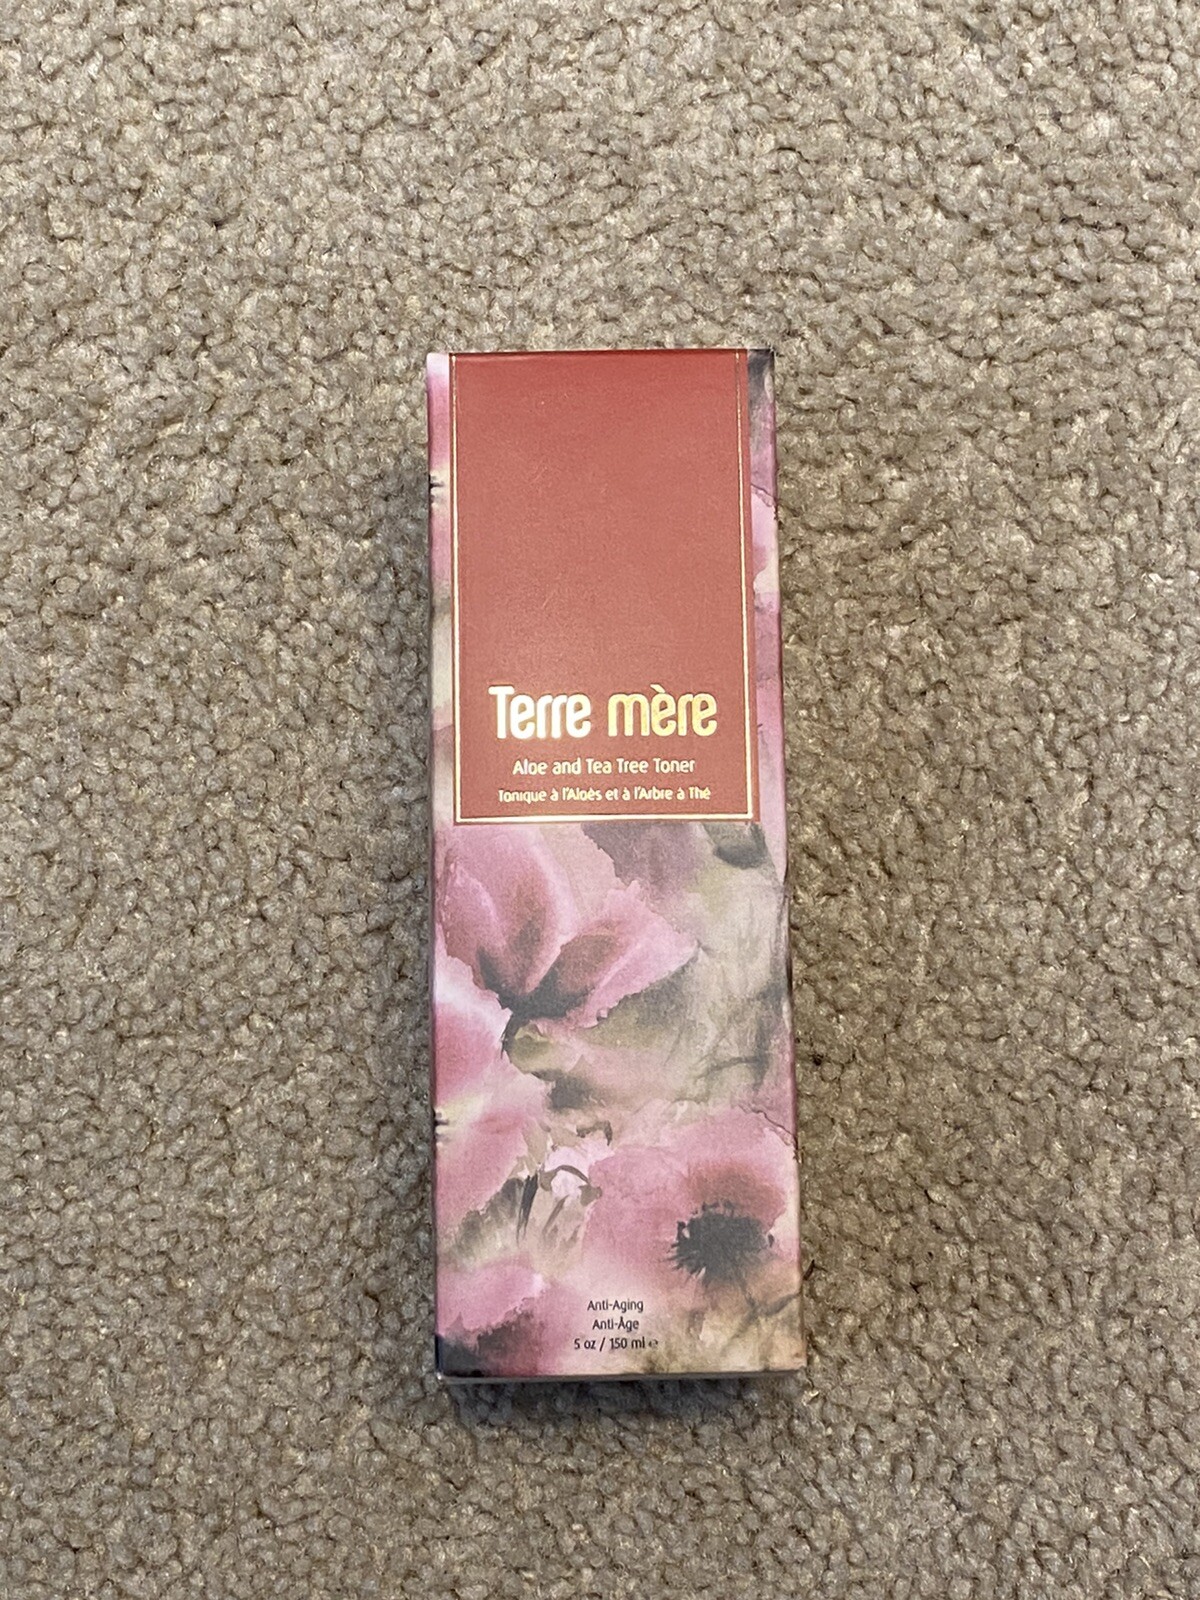 Terre mère
Aloe and Tea Tree Toner
Tonique à l'Aloès et à l'Arbre à Thé
Anti-Aging
Anti-Âge
5 oz / 150 ml ℮